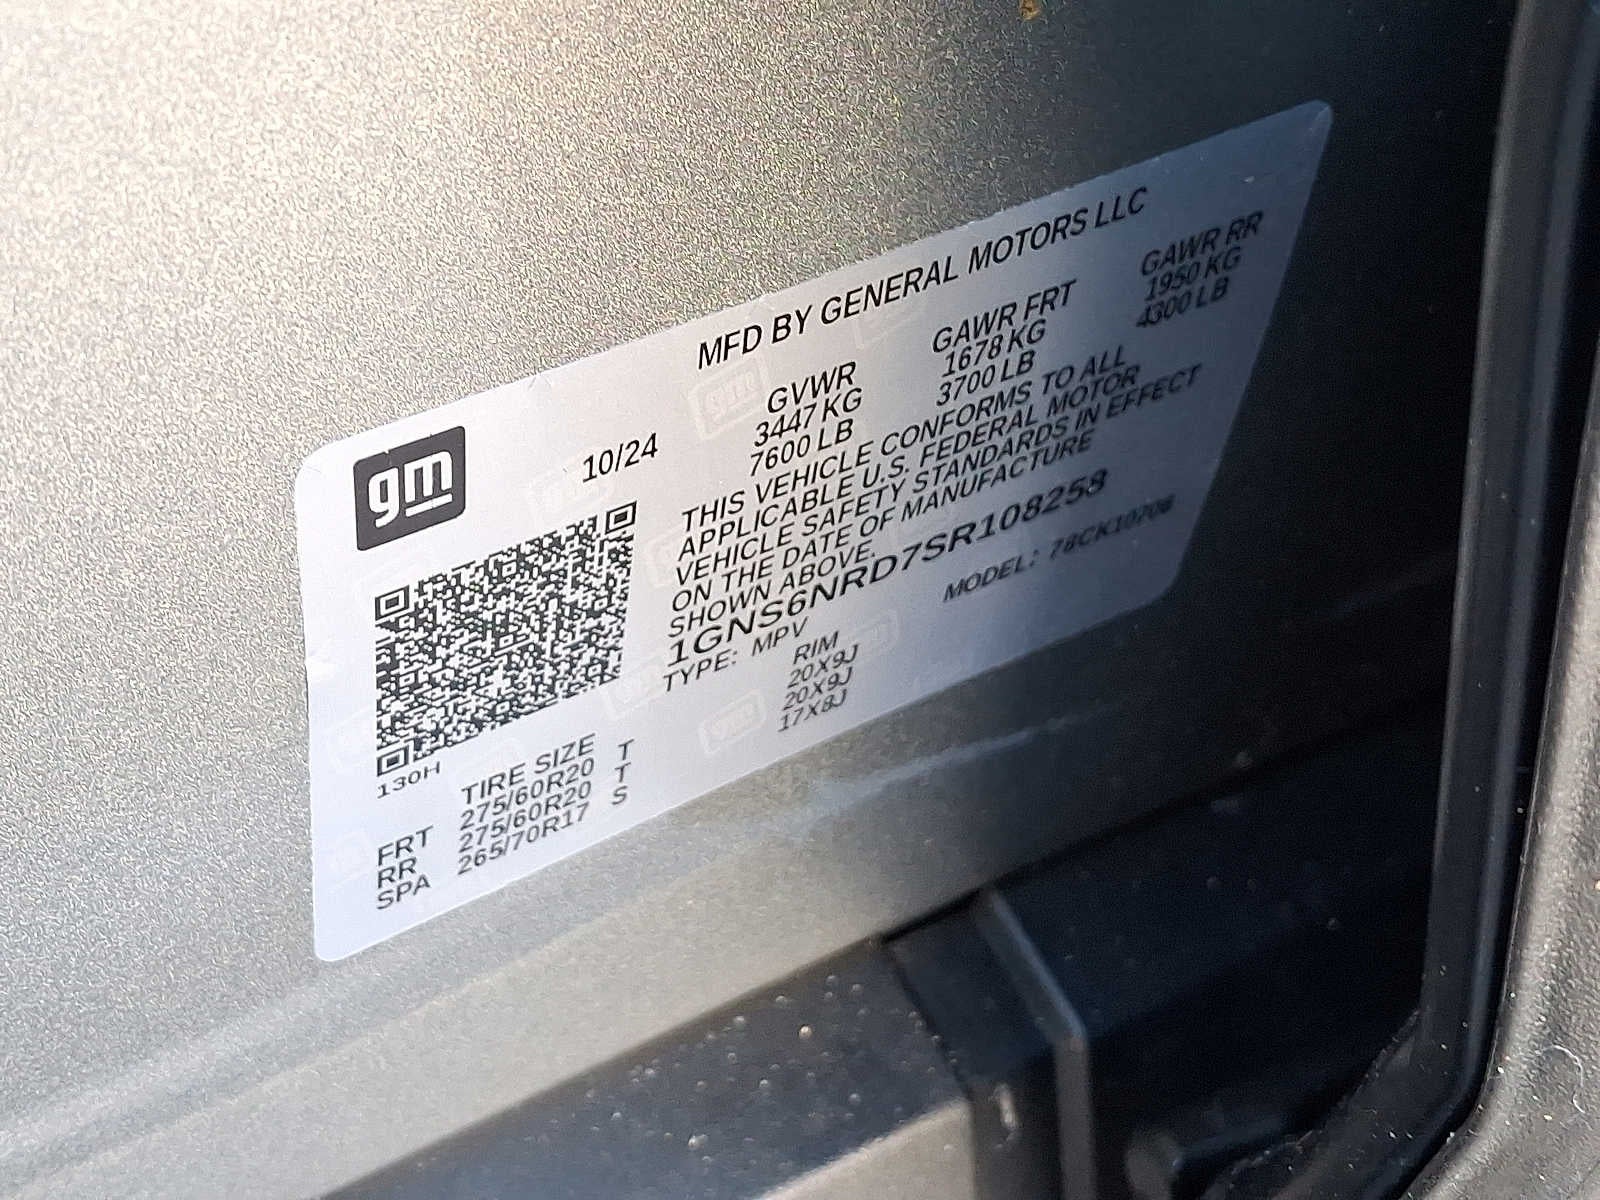 MFD BY GENERAL MOTORS LLC
gm
10/24
GVWR GAWR FRT GAWR RR
3447 KG 1678 KG 1950 KG
7600 LB 3700 LB 4300 LB
THIS VEHICLE CONFORMS TO ALL
APPLICABLE U.S. FEDERAL MOTOR
VEHICLE SAFETY STANDARDS IN EFFECT
ON THE DATE OF MANUFACTURE
SHOWN ABOVE.
1GNS6NRD7SR108258
TYPE: MPV MODEL: 78CK10706
130H
TIRE SIZE RIM
FRT 275/60R20 T 20X9J
RR 275/60R20 T 20X9J
SPA 265/70R17 S 17X8J